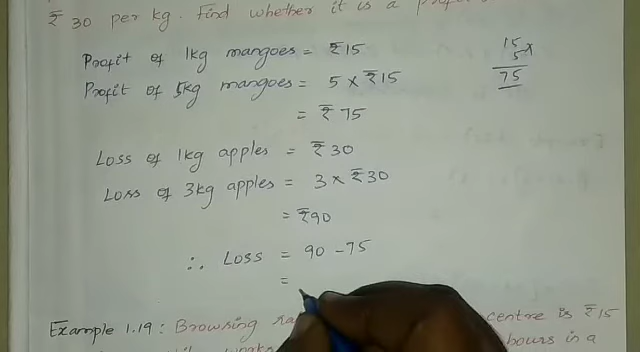 ₹ 30 per kg. Find whether it is a
Profit of 1kg mangoes = ₹15
15
5×
Profit of 5kg mangoes = 5 × ₹15
75
= ₹75
Loss of 1kg apples = ₹30
Loss of 3kg apples = 3 × ₹30
= ₹90
∴ Loss = 90 - 75
=
Example 1.19: Browsing centre is ₹15
hours in a